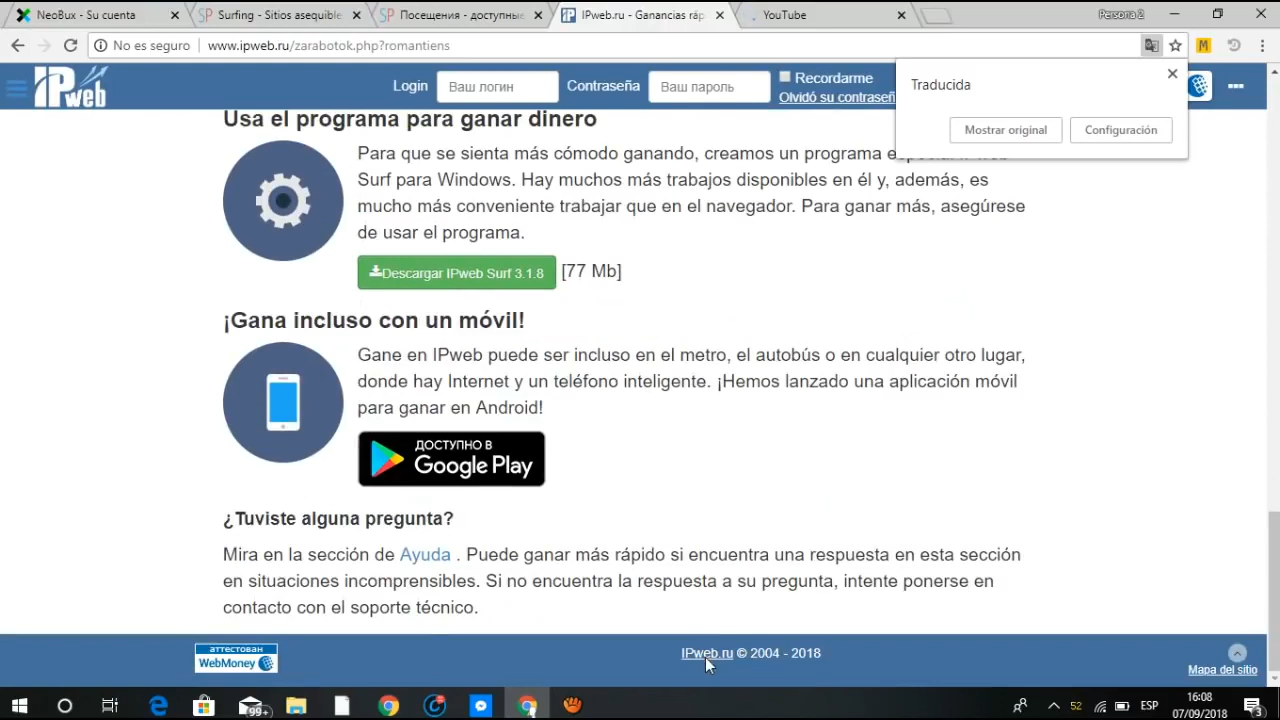 NeoBux - Su cuenta
Surfing - Sitios asequible
Посещения - доступные
IPweb.ru - Ganancias ráp
YouTube
Persona 2
No es seguro
www.ipweb.ru/zarabotok.php?romantiens
M
IPweb
Login
Ваш логин
Contraseña
Ваш пароль
Recordarme
Olvidó su contraseñ
Traducida
Mostrar original
Configuración
Usa el programa para ganar dinero
Para que se sienta más cómodo ganando, creamos un programa
Surf para Windows. Hay muchos más trabajos disponibles en él y, además, es
mucho más conveniente trabajar que en el navegador. Para ganar más, asegúrese
de usar el programa.
Descargar IPweb Surf 3.1.8
[77 Mb]
¡Gana incluso con un móvil!
Gane en IPweb puede ser incluso en el metro, el autobús o en cualquier otro lugar,
donde hay Internet y un teléfono inteligente. ¡Hemos lanzado una aplicación móvil
para ganar en Android!
ДОСТУПНО В
Google Play
¿Tuviste alguna pregunta?
Mira en la sección de Ayuda . Puede ganar más rápido si encuentra una respuesta en esta sección
en situaciones incomprensibles. Si no encuentra la respuesta a su pregunta, intente ponerse en
contacto con el soporte técnico.
аттестован
WebMoney
IPweb.ru © 2004 - 2018
Mapa del sitio
99+
52
ESP
16:08
07/09/2018
3